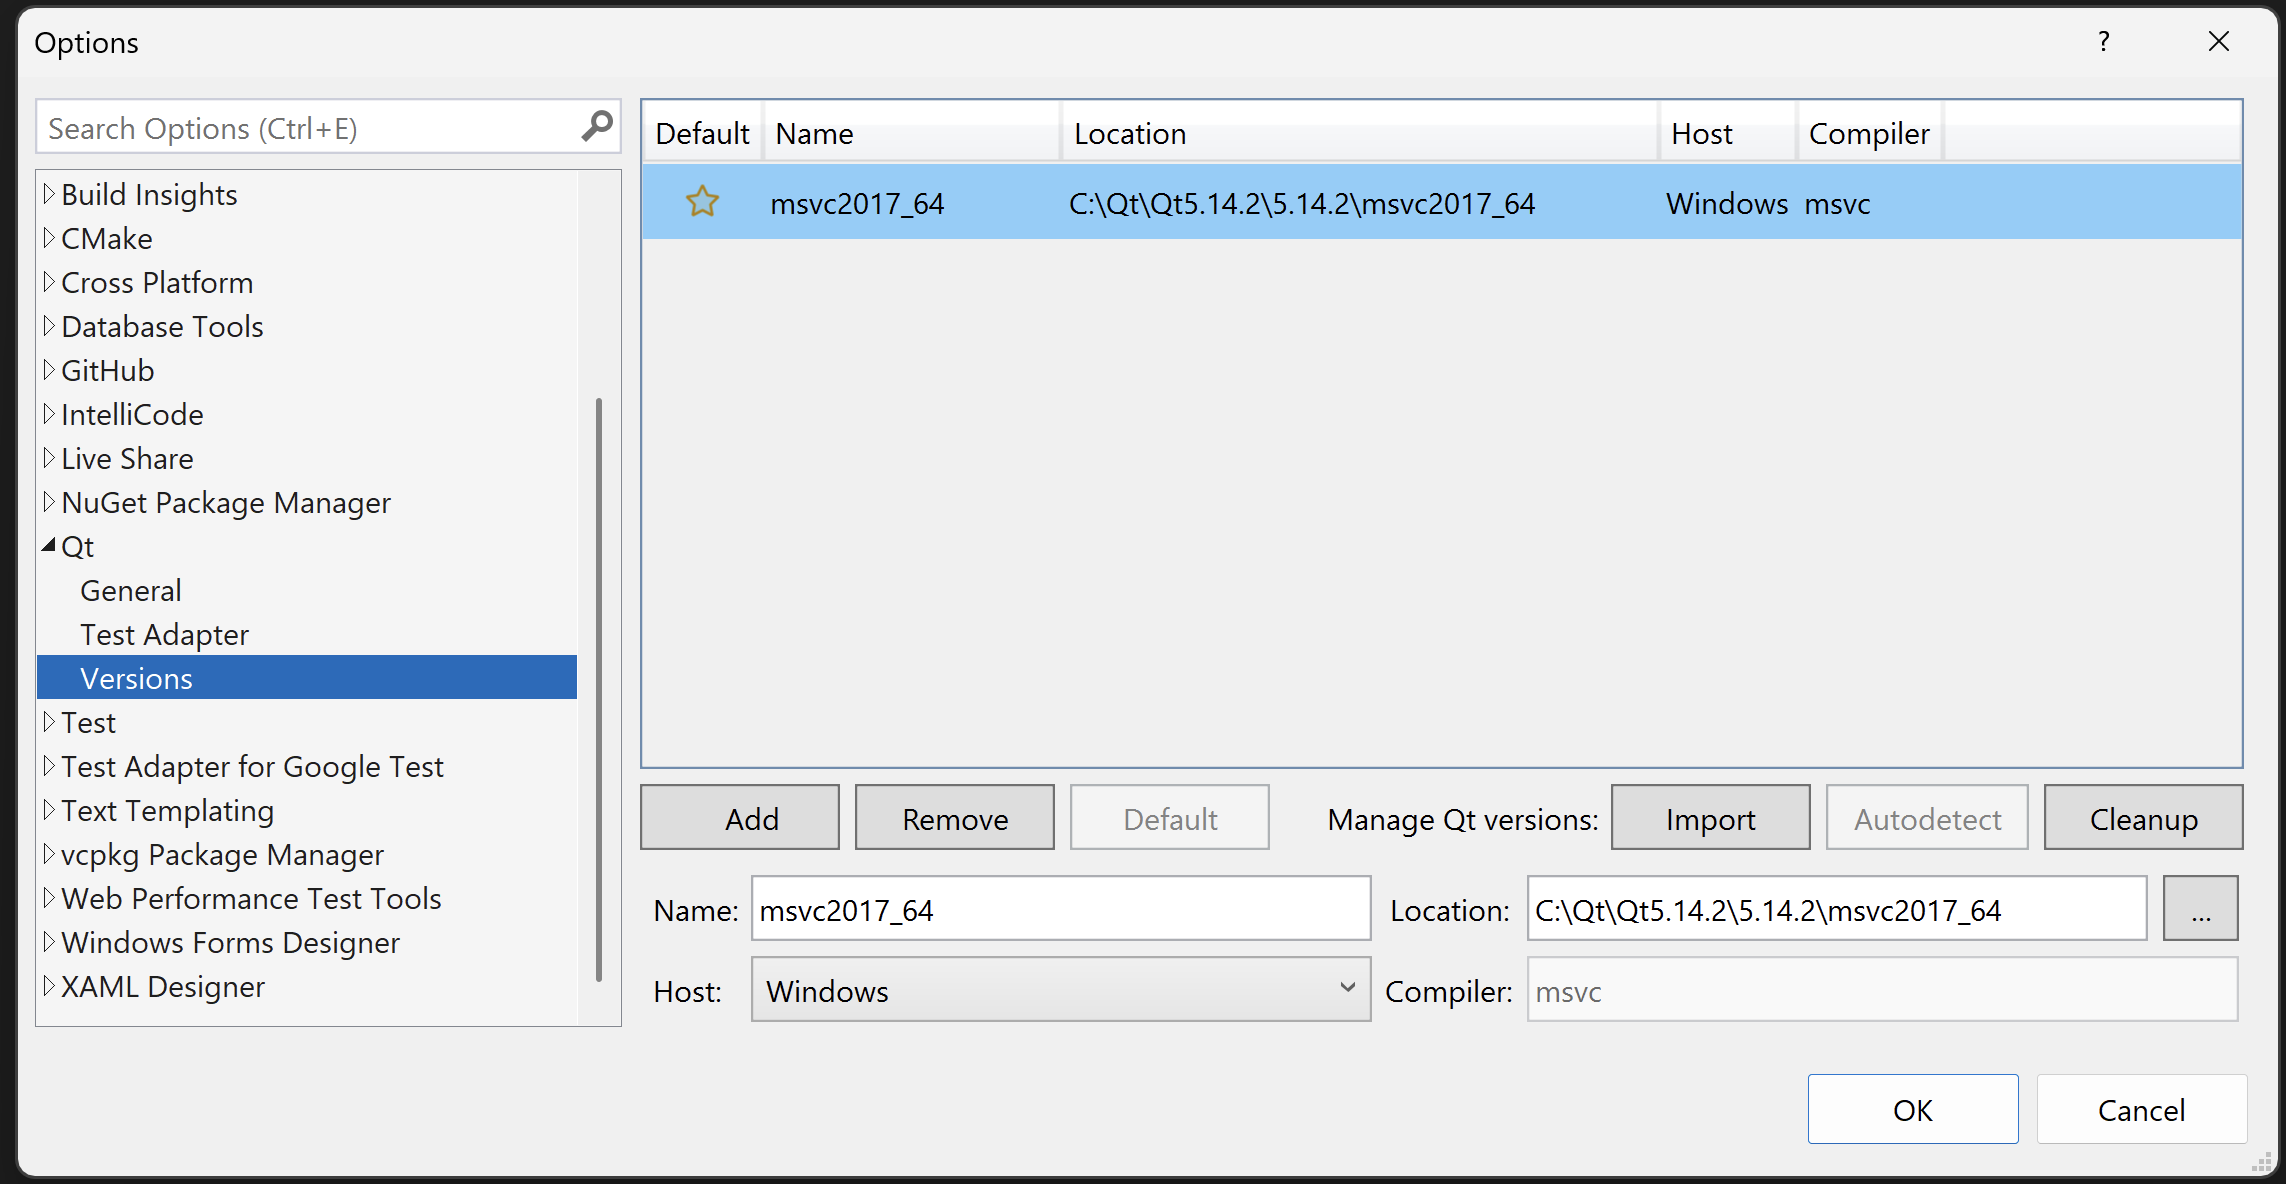 Options
?
Search Options (Ctrl+E)
Build Insights
CMake
Cross Platform
Database Tools
GitHub
IntelliCode
Live Share
NuGet Package Manager
Qt
General
Test Adapter
Versions
Test
Test Adapter for Google Test
Text Templating
vcpkg Package Manager
Web Performance Test Tools
Windows Forms Designer
XAML Designer
Default Name Location Host Compiler
msvc2017_64 C:\Qt\Qt5.14.2\5.14.2\msvc2017_64 Windows msvc
Add Remove Default Manage Qt versions: Import Autodetect Cleanup
Name: msvc2017_64 Location: C:\Qt\Qt5.14.2\5.14.2\msvc2017_64 ...
Host: Windows Compiler: msvc
OK Cancel